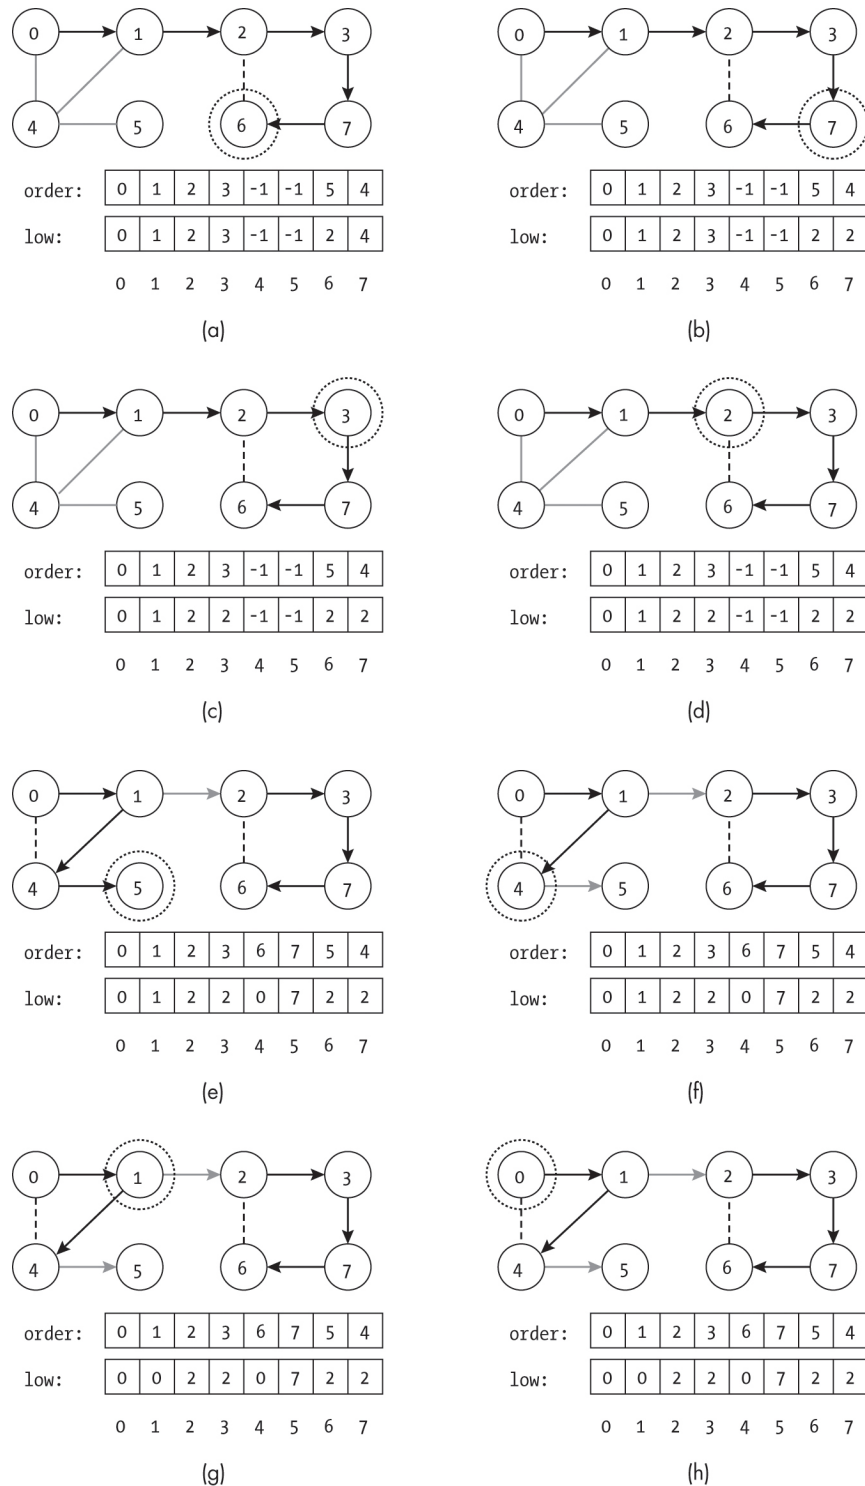 0 1 2 3
4 5 6 7
order: 0 1 2 3 -1 -1 5 4
low: 0 1 2 3 -1 -1 2 4
0 1 2 3 4 5 6 7
(a)
0 1 2 3
4 5 6 7
order: 0 1 2 3 -1 -1 5 4
low: 0 1 2 3 -1 -1 2 2
0 1 2 3 4 5 6 7
(b)
0 1 2 3
4 5 6 7
order: 0 1 2 3 -1 -1 5 4
low: 0 1 2 2 -1 -1 2 2
0 1 2 3 4 5 6 7
(c)
0 1 2 3
4 5 6 7
order: 0 1 2 3 -1 -1 5 4
low: 0 1 2 2 -1 -1 2 2
0 1 2 3 4 5 6 7
(d)
0 1 2 3
4 5 6 7
order: 0 1 2 3 6 7 5 4
low: 0 1 2 2 0 7 2 2
0 1 2 3 4 5 6 7
(e)
0 1 2 3
4 5 6 7
order: 0 1 2 3 6 7 5 4
low: 0 1 2 2 0 7 2 2
0 1 2 3 4 5 6 7
(f)
0 1 2 3
4 5 6 7
order: 0 1 2 3 6 7 5 4
low: 0 0 2 2 0 7 2 2
0 1 2 3 4 5 6 7
(g)
0 1 2 3
4 5 6 7
order: 0 1 2 3 6 7 5 4
low: 0 0 2 2 0 7 2 2
0 1 2 3 4 5 6 7
(h)